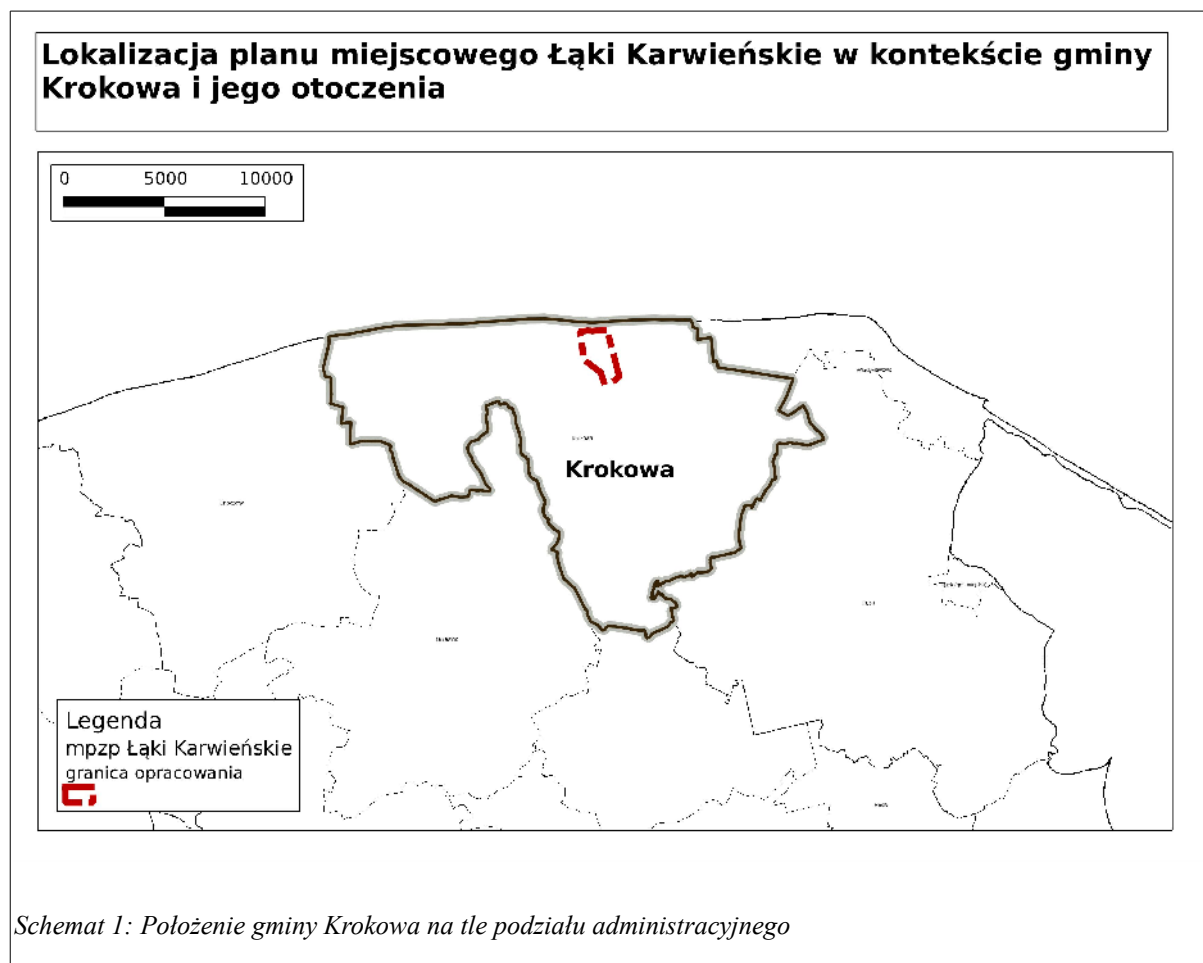 Lokalizacja planu miejscowego Łąki Karwieńskie w kontekście gminy
Krokowa i jego otoczenia
0 5000 10000
Krokowa
Legenda
mpzp Łąki Karwieńskie
granica opracowania
Schemat 1: Położenie gminy Krokowa na tle podziału administracyjnego